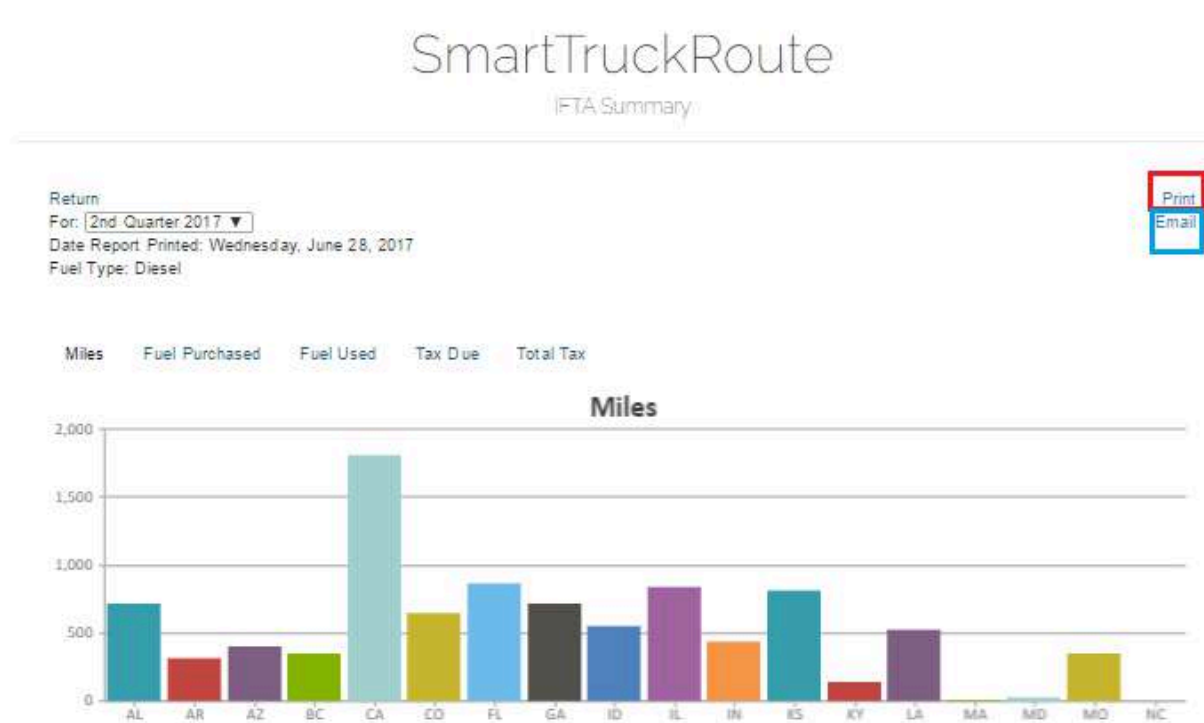 SmartTruckRoute
IFTA Summary
Return
Print
For: 2nd Quarter 2017 ▼
Email
Date Report Printed: Wednesday, June 28, 2017
Fuel Type: Diesel
Miles Fuel Purchased Fuel Used Tax Due Total Tax
Miles
2,000
1,500
1,000
500
0
AL AR AZ BC CA CO FL GA ID IL IN KS KY LA MA MD MO NC